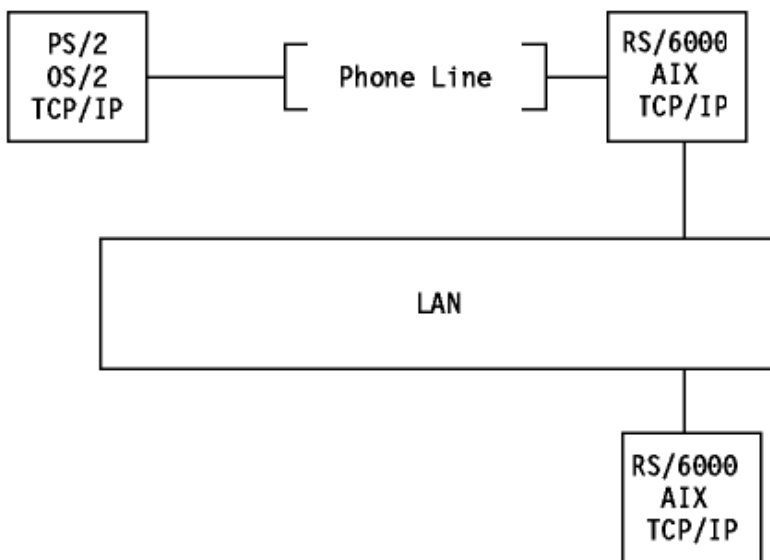 PS/2
OS/2
TCP/IP
Phone Line
RS/6000
AIX
TCP/IP
LAN
RS/6000
AIX
TCP/IP